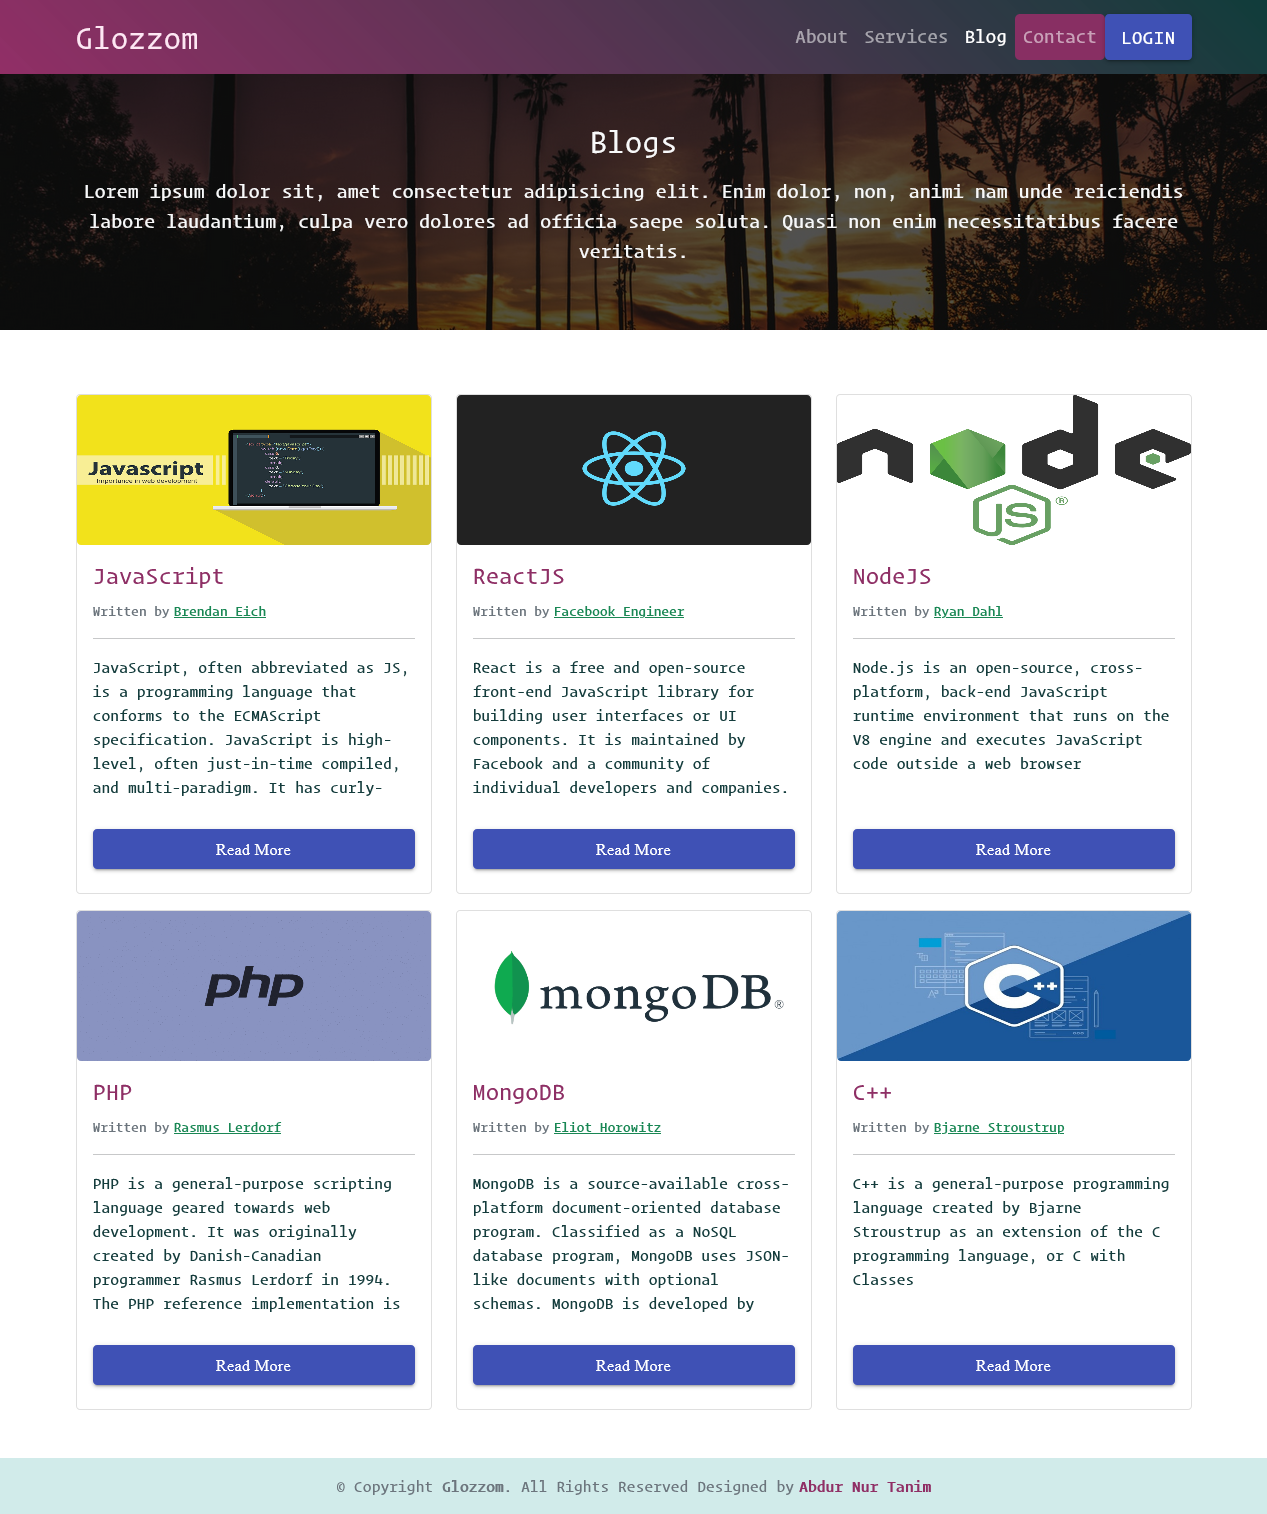 Glozzom
About Services Blog Contact LOGIN
Blogs
Lorem ipsum dolor sit, amet consectetur adipisicing elit. Enim dolor, non, animi nam unde reiciendis
labore laudantium, culpa vero dolores ad officia saepe soluta. Quasi non enim necessitatibus facere
veritatis.
Javascript
Importance in web development
JavaScript
Written by Brendan Eich
JavaScript, often abbreviated as JS,
is a programming language that
conforms to the ECMAScript
specification. JavaScript is high-
level, often just-in-time compiled,
and multi-paradigm. It has curly-
Read More
ReactJS
Written by Facebook Engineer
React is a free and open-source
front-end JavaScript library for
building user interfaces or UI
components. It is maintained by
Facebook and a community of
individual developers and companies.
Read More
node
JS®
NodeJS
Written by Ryan Dahl
Node.js is an open-source, cross-
platform, back-end JavaScript
runtime environment that runs on the
V8 engine and executes JavaScript
code outside a web browser
Read More
php
PHP
Written by Rasmus Lerdorf
PHP is a general-purpose scripting
language geared towards web
development. It was originally
created by Danish-Canadian
programmer Rasmus Lerdorf in 1994.
The PHP reference implementation is
Read More
mongoDB®
MongoDB
Written by Eliot Horowitz
MongoDB is a source-available cross-
platform document-oriented database
program. Classified as a NoSQL
database program, MongoDB uses JSON-
like documents with optional
schemas. MongoDB is developed by
Read More
C++
C++
Written by Bjarne Stroustrup
C++ is a general-purpose programming
language created by Bjarne
Stroustrup as an extension of the C
programming language, or C with
Classes
Read More
© Copyright Glozzom. All Rights Reserved Designed by Abdur Nur Tanim